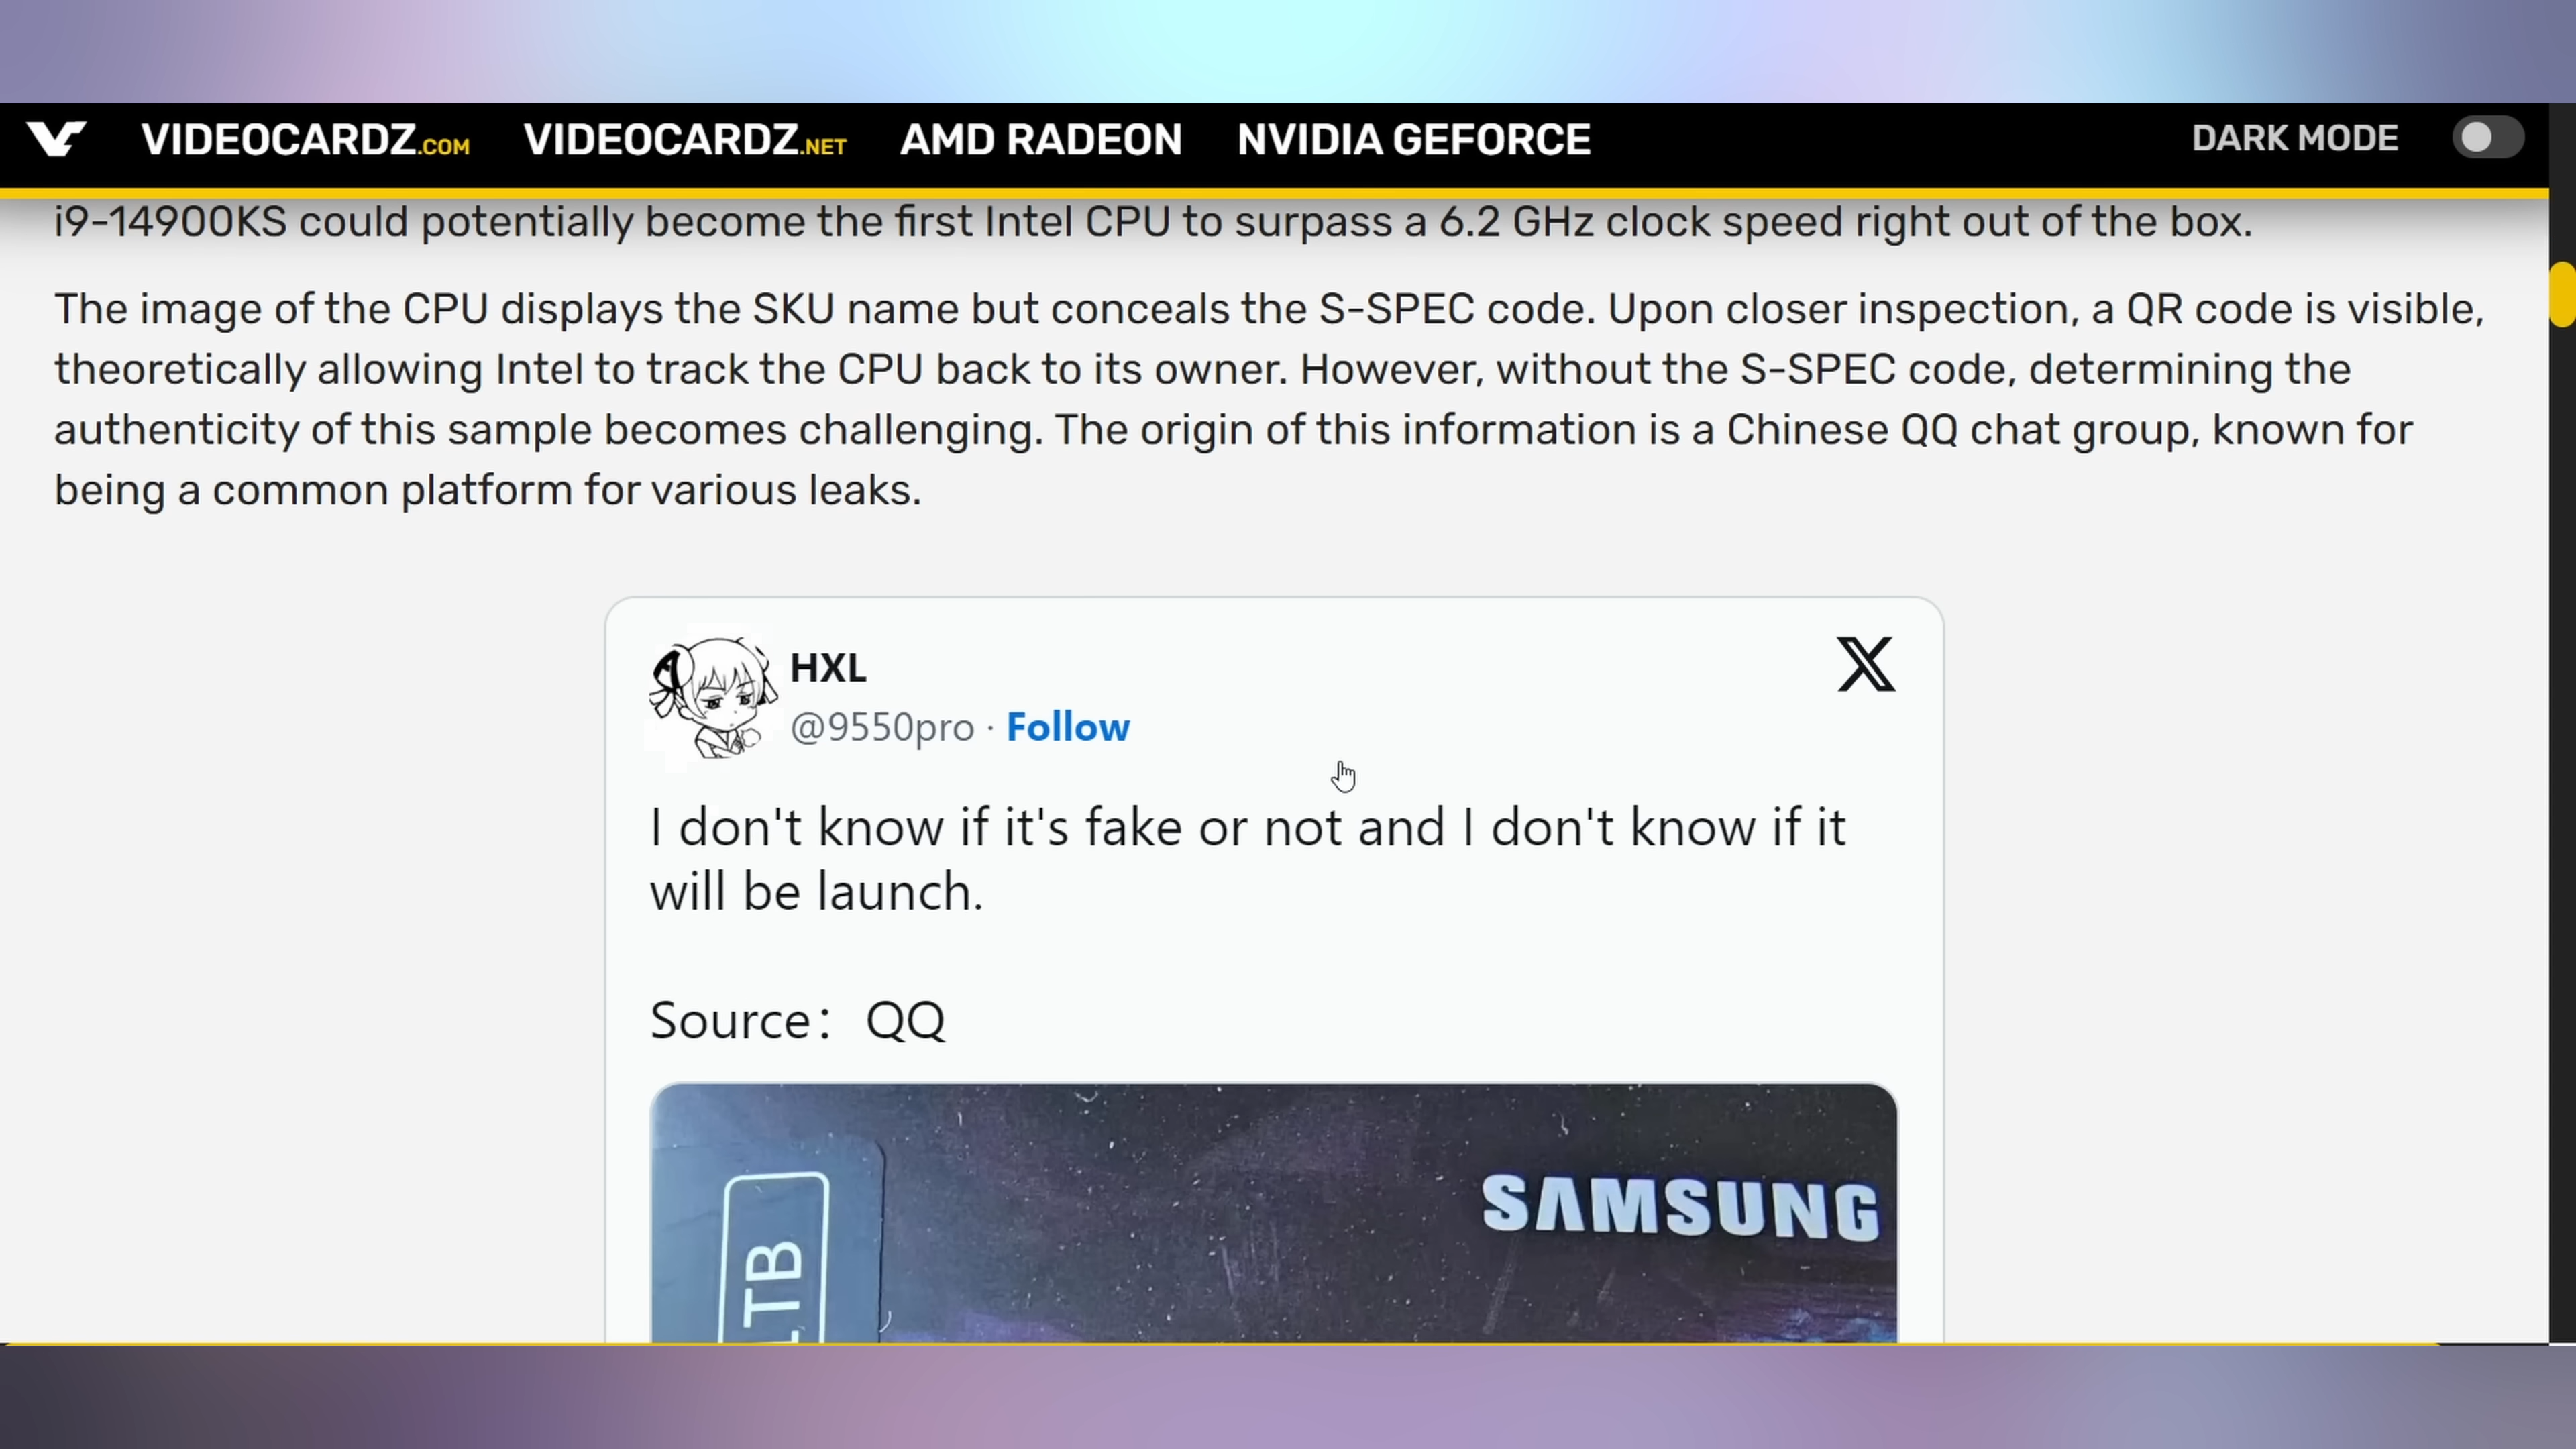 VIDEOCARDZ.COM VIDEOCARDZ.NET AMD RADEON NVIDIA GEFORCE DARK MODE
i9-14900KS could potentially become the first Intel CPU to surpass a 6.2 GHz clock speed right out of the box.
The image of the CPU displays the SKU name but conceals the S-SPEC code. Upon closer inspection, a QR code is visible,
theoretically allowing Intel to track the CPU back to its owner. However, without the S-SPEC code, determining the
authenticity of this sample becomes challenging. The origin of this information is a Chinese QQ chat group, known for
being a common platform for various leaks.
HXL
@9550pro · Follow
I don't know if it's fake or not and I don't know if it
will be launch.
Source： QQ
SAMSUNG
1TB